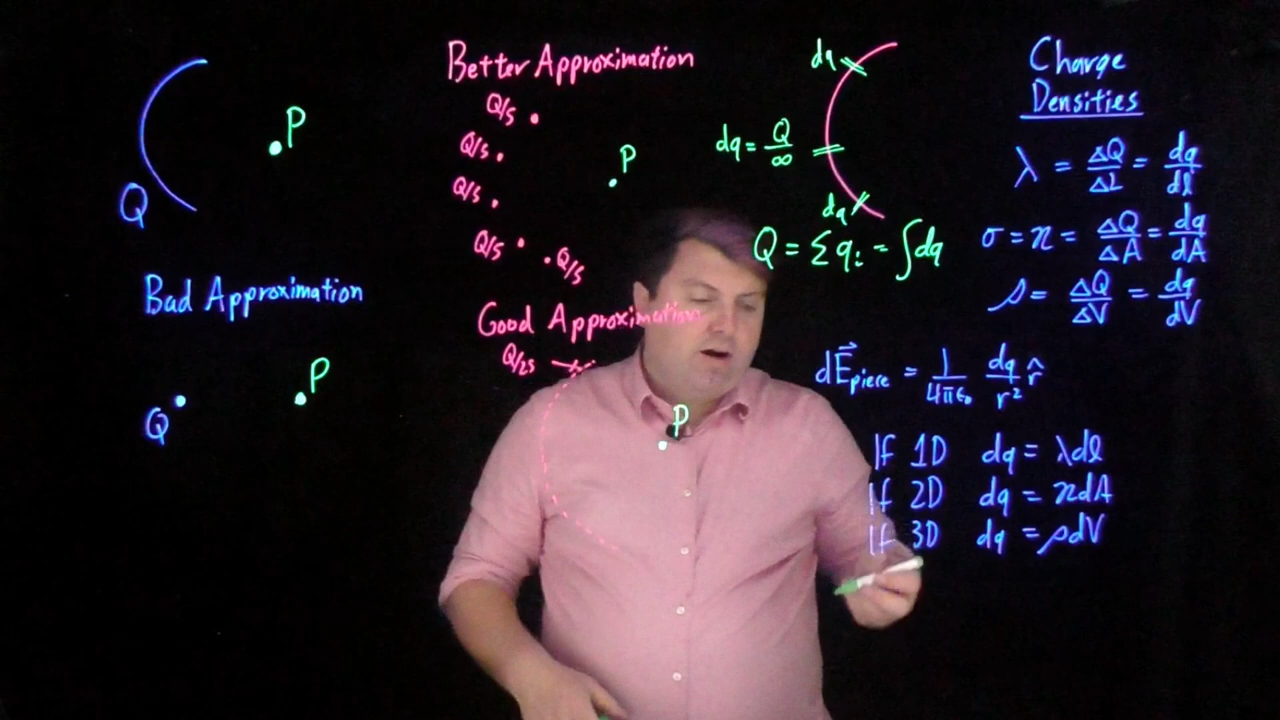 P
Q
Bad Approximation
P
Q
Better Approximation
Q/5
Q/5
P
Q/5
Q/5
Q/5
Good Approximation
Q/25
P
dq
dq = Q/∞
dq
Q = Σ qᵢ = ∫dq
Charge
Densities
λ = ΔQ/ΔL = dq/dl
σ = η = ΔQ/ΔA = dq/dA
ρ = ΔQ/ΔV = dq/dV
dE⃗piece = 1/4πϵ₀ dq/r² r̂
If 1D dq = λdl
If 2D dq = ηdA
If 3D dq = ρdV